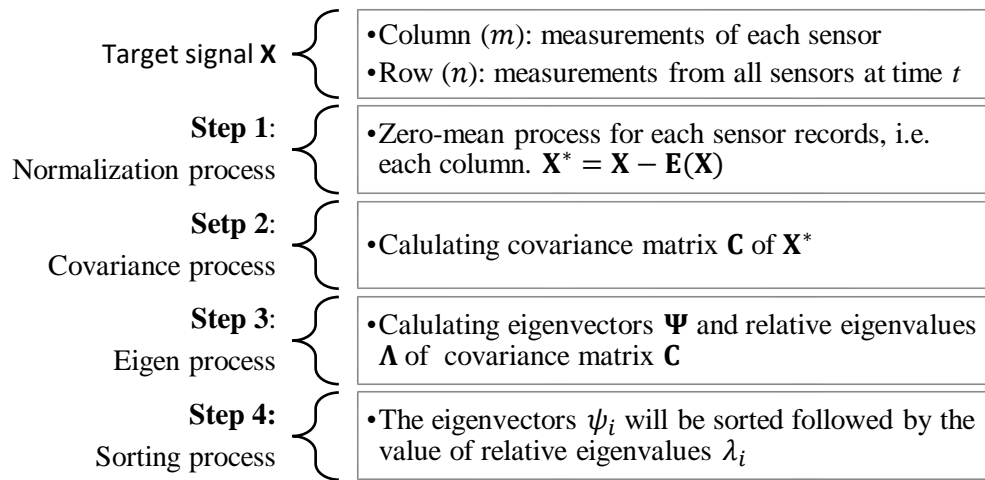 Target signal X
•Column (m): measurements of each sensor
•Row (n): measurements from all sensors at time t
Step 1:
Normalization process
•Zero-mean process for each sensor records, i.e.
each column. X* = X − E(X)
Setp 2:
Covariance process
•Calulating covariance matrix C of X*
Step 3:
Eigen process
•Calulating eigenvectors Ψ and relative eigenvalues
Λ of covariance matrix C
Step 4:
Sorting process
•The eigenvectors ψᵢ will be sorted followed by the
value of relative eigenvalues λᵢ